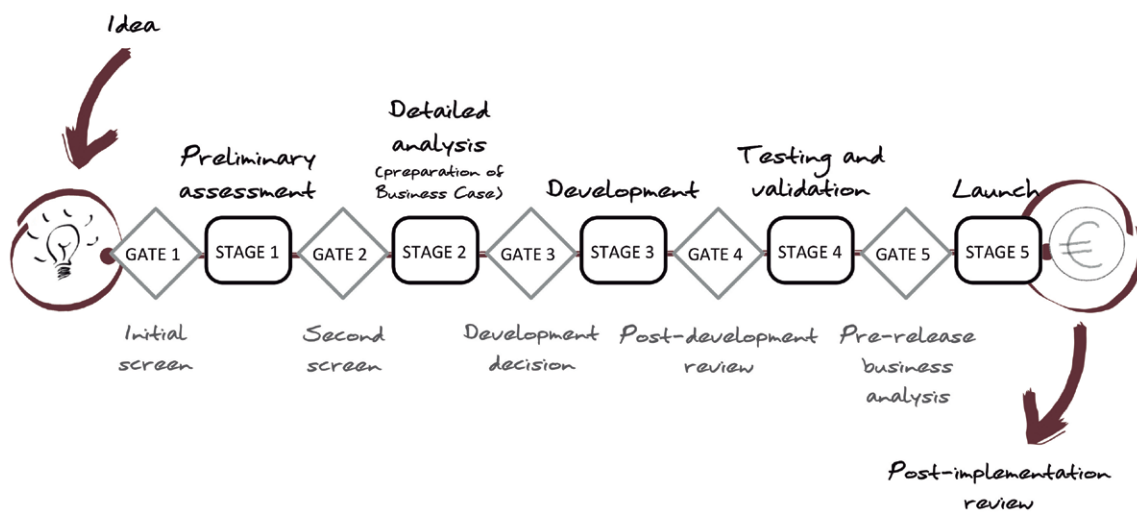 Idea
Preliminary
assessment
Detailed
analysis
(preparation of
Business Case)
Development
Testing and
validation
Launch
GATE 1
STAGE 1
GATE 2
STAGE 2
GATE 3
STAGE 3
GATE 4
STAGE 4
GATE 5
STAGE 5
€
Initial
screen
Second
screen
Development
decision
Post-development
review
Pre-release
business
analysis
Post-implementation
review